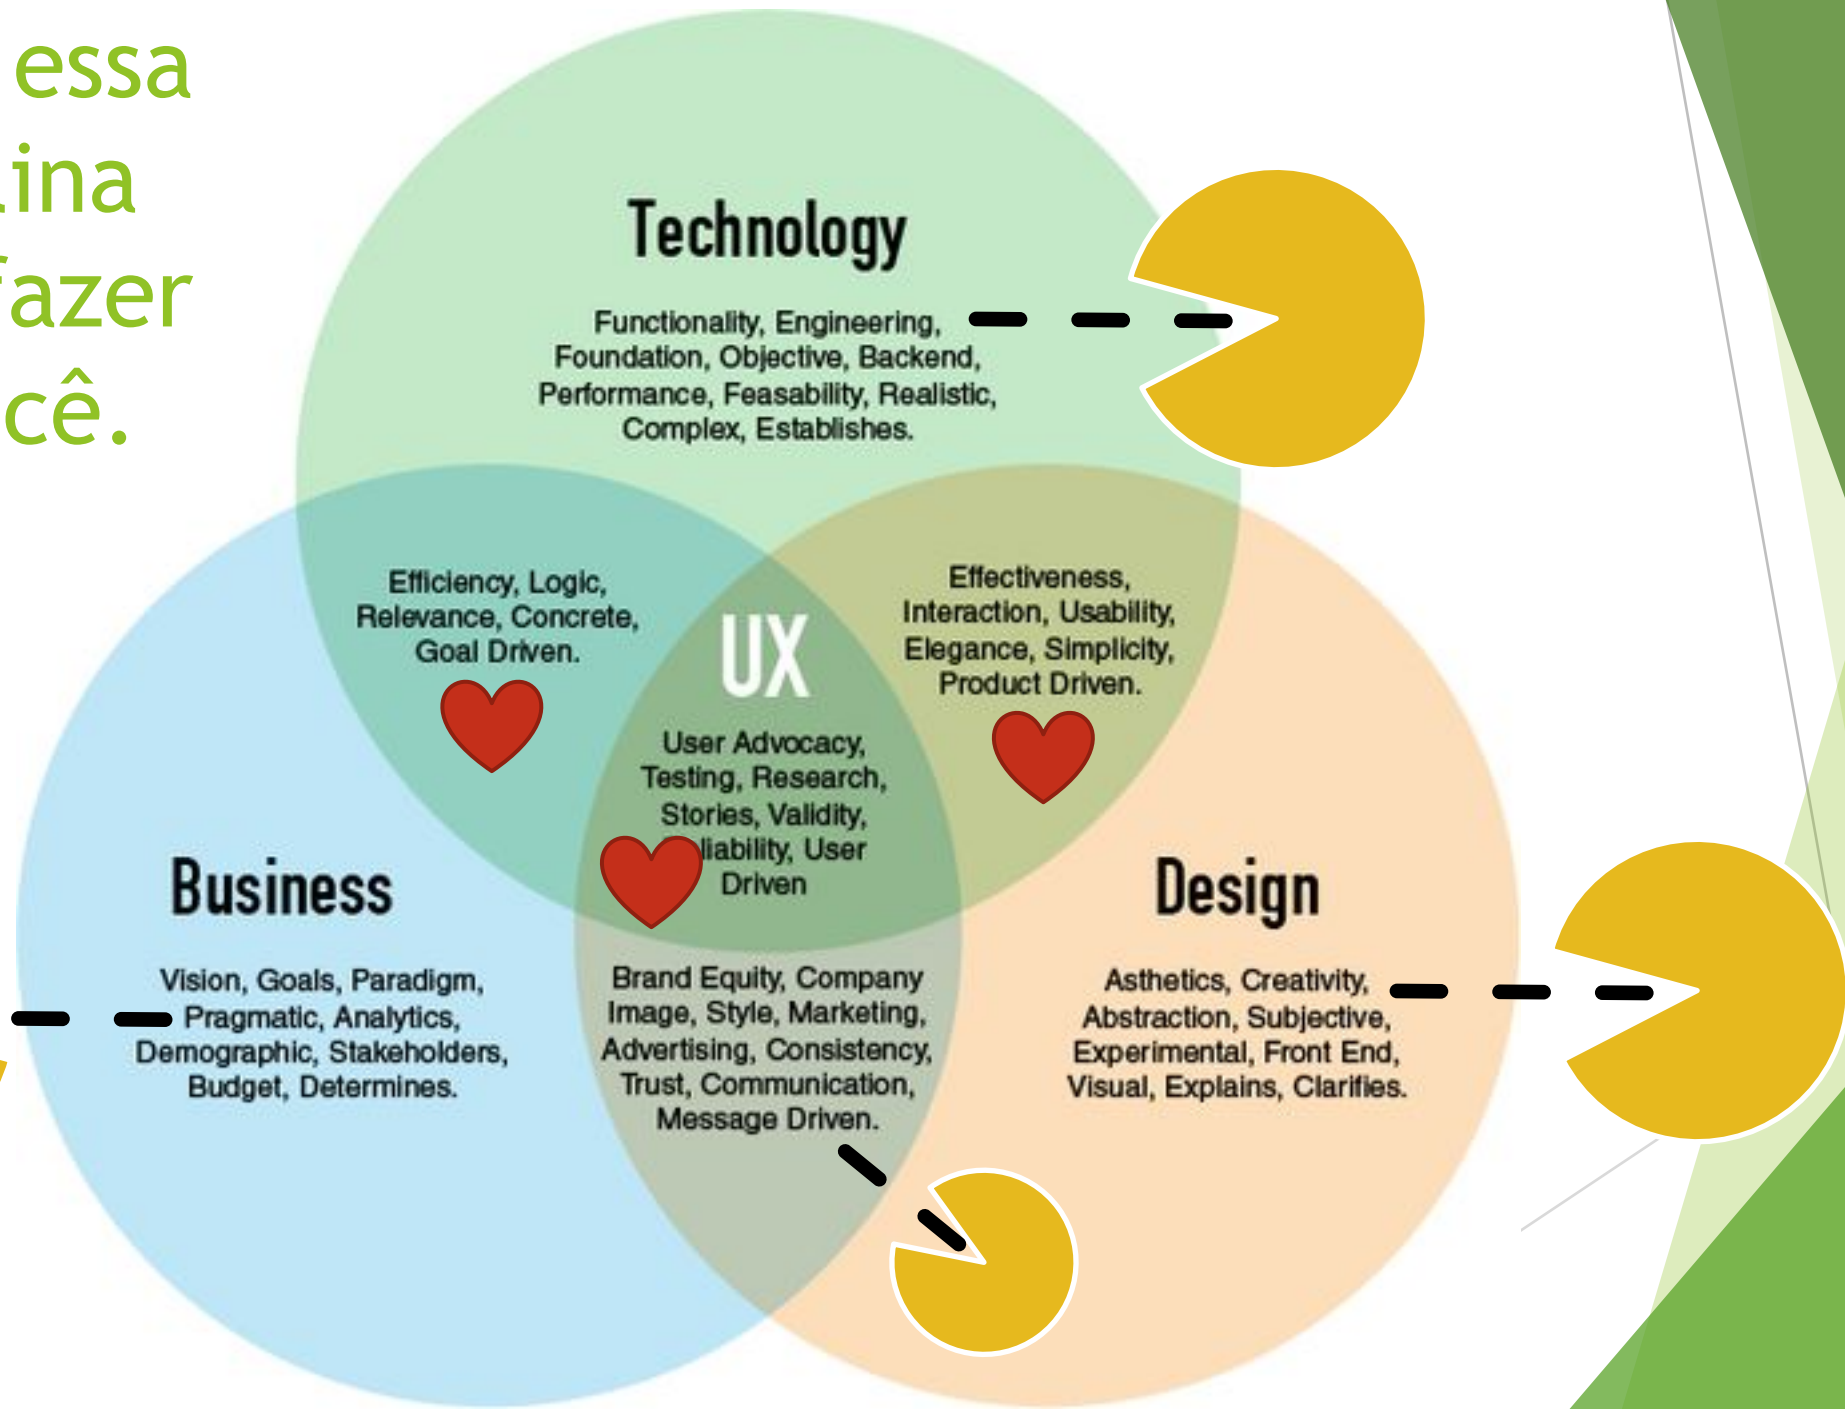 essa
fazer
Technology
Functionality, Engineering,
Foundation, Objective, Backend,
Performance, Feasability, Realistic,
Complex, Establishes.
Efficiency, Logic,
Relevance, Concrete,
Goal Driven.
Effectiveness,
Interaction, Usability,
Elegance, Simplicity,
Product Driven.
UX
User Advocacy,
Testing, Research,
Stories, Validity,
liability, User
Driven
Business
Vision, Goals, Paradigm,
Pragmatic, Analytics,
Demographic, Stakeholders,
Budget, Determines.
Brand Equity, Company
Image, Style, Marketing,
Advertising, Consistency,
Trust, Communication,
Message Driven.
Design
Asthetics, Creativity,
Abstraction, Subjective,
Experimental, Front End,
Visual, Explains, Clarifies.